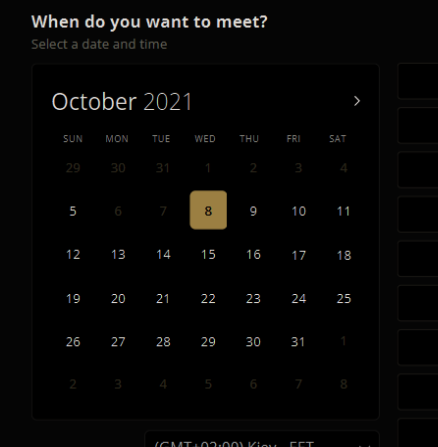 When do you want to meet?
Select a date and time
October 2021
SUN MON TUE WED THU FRI SAT
29 30 31 1 2 3 4
5 6 7 8 9 10 11
12 13 14 15 16 17 18
19 20 21 22 23 24 25
26 27 28 29 30 31 1
2 3 4 5 6 7 8
(GMT+02:00) Kiev - EET